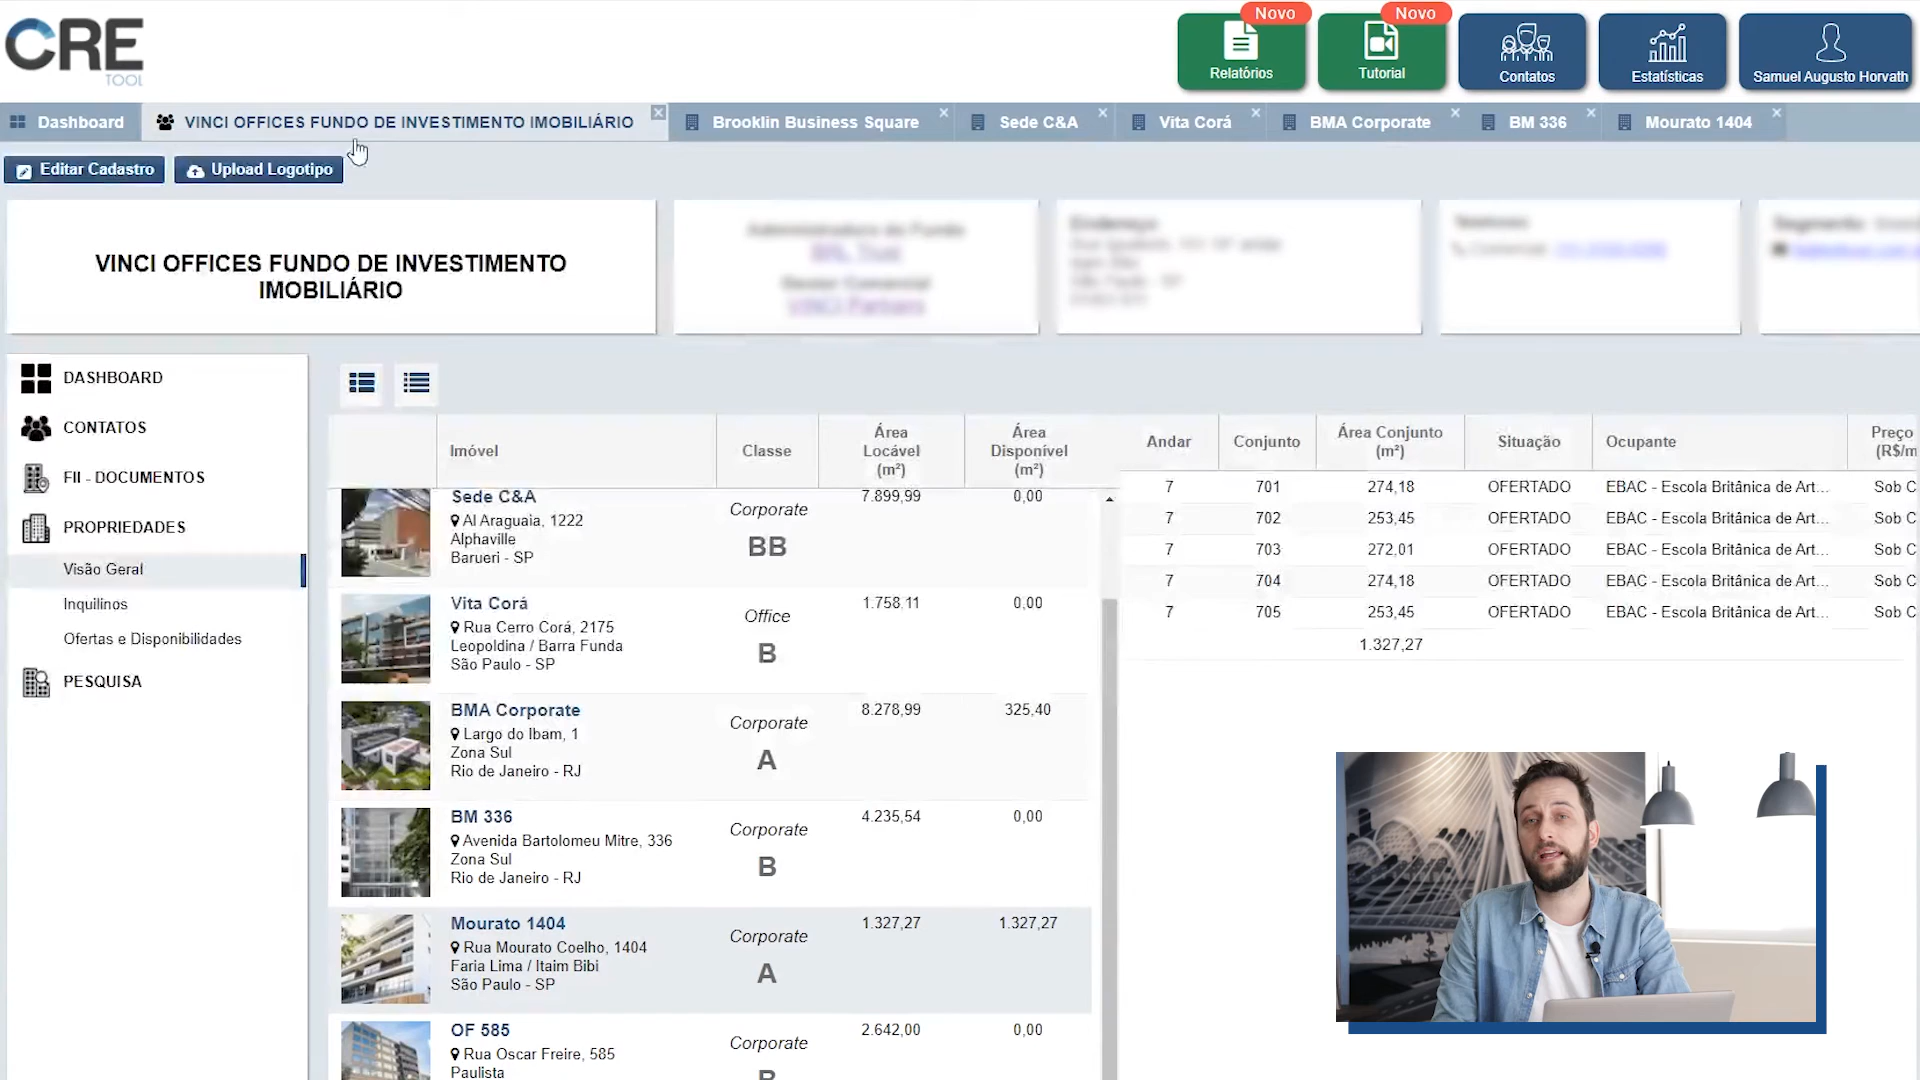 CRE
TOOL
Novo
Relatórios
Novo
Tutorial
Contatos
Estatísticas
Samuel Augusto Horvath
Dashboard
VINCI OFFICES FUNDO DE INVESTIMENTO IMOBILIÁRIO
Brooklin Business Square
Sede C&A
Vita Corá
BMA Corporate
BM 336
Mourato 1404
Editar Cadastro
Upload Logotipo
VINCI OFFICES FUNDO DE INVESTIMENTO
IMOBILIÁRIO
Administradora do Fundo
Endereço
VINCI Partners
DASHBOARD
CONTATOS
FII - DOCUMENTOS
PROPRIEDADES
Visão Geral
Inquilinos
Ofertas e Disponibilidades
PESQUISA
Imóvel
Classe
Área
Locável
(m²)
Área
Disponível
(m²)
Sede C&A
Al Araguaia, 1222
Alphaville
Barueri - SP
Corporate
BB
7.899,99
0,00
Vita Corá
Rua Cerro Corá, 2175
Leopoldina / Barra Funda
São Paulo - SP
Office
B
1.758.11
0,00
BMA Corporate
Largo do Ibam, 1
Zona Sul
Rio de Janeiro - RJ
Corporate
A
8.278,99
325,40
BM 336
Avenida Bartolomeu Mitre, 336
Zona Sul
Rio de Janeiro - RJ
Corporate
B
4.235,54
0,00
Mourato 1404
Rua Mourato Coelho, 1404
Faria Lima / Itaim Bibi
São Paulo - SP
Corporate
A
1.327,27
1.327,27
OF 585
Rua Oscar Freire, 585
Paulista
Corporate
B
2.642,00
0,00
Andar
Conjunto
Área Conjunto
(m²)
Situação
Ocupante
Preço
(R$/m
7 701 274,18 OFERTADO EBAC - Escola Britânica de Art... Sob C
7 702 253,45 OFERTADO EBAC - Escola Britânica de Art... Sob C
7 703 272,01 OFERTADO EBAC - Escola Britânica de Art... Sob C
7 704 274,18 OFERTADO EBAC - Escola Britânica de Art... Sob C
7 705 253,45 OFERTADO EBAC - Escola Britânica de Art... Sob C
1.327,27